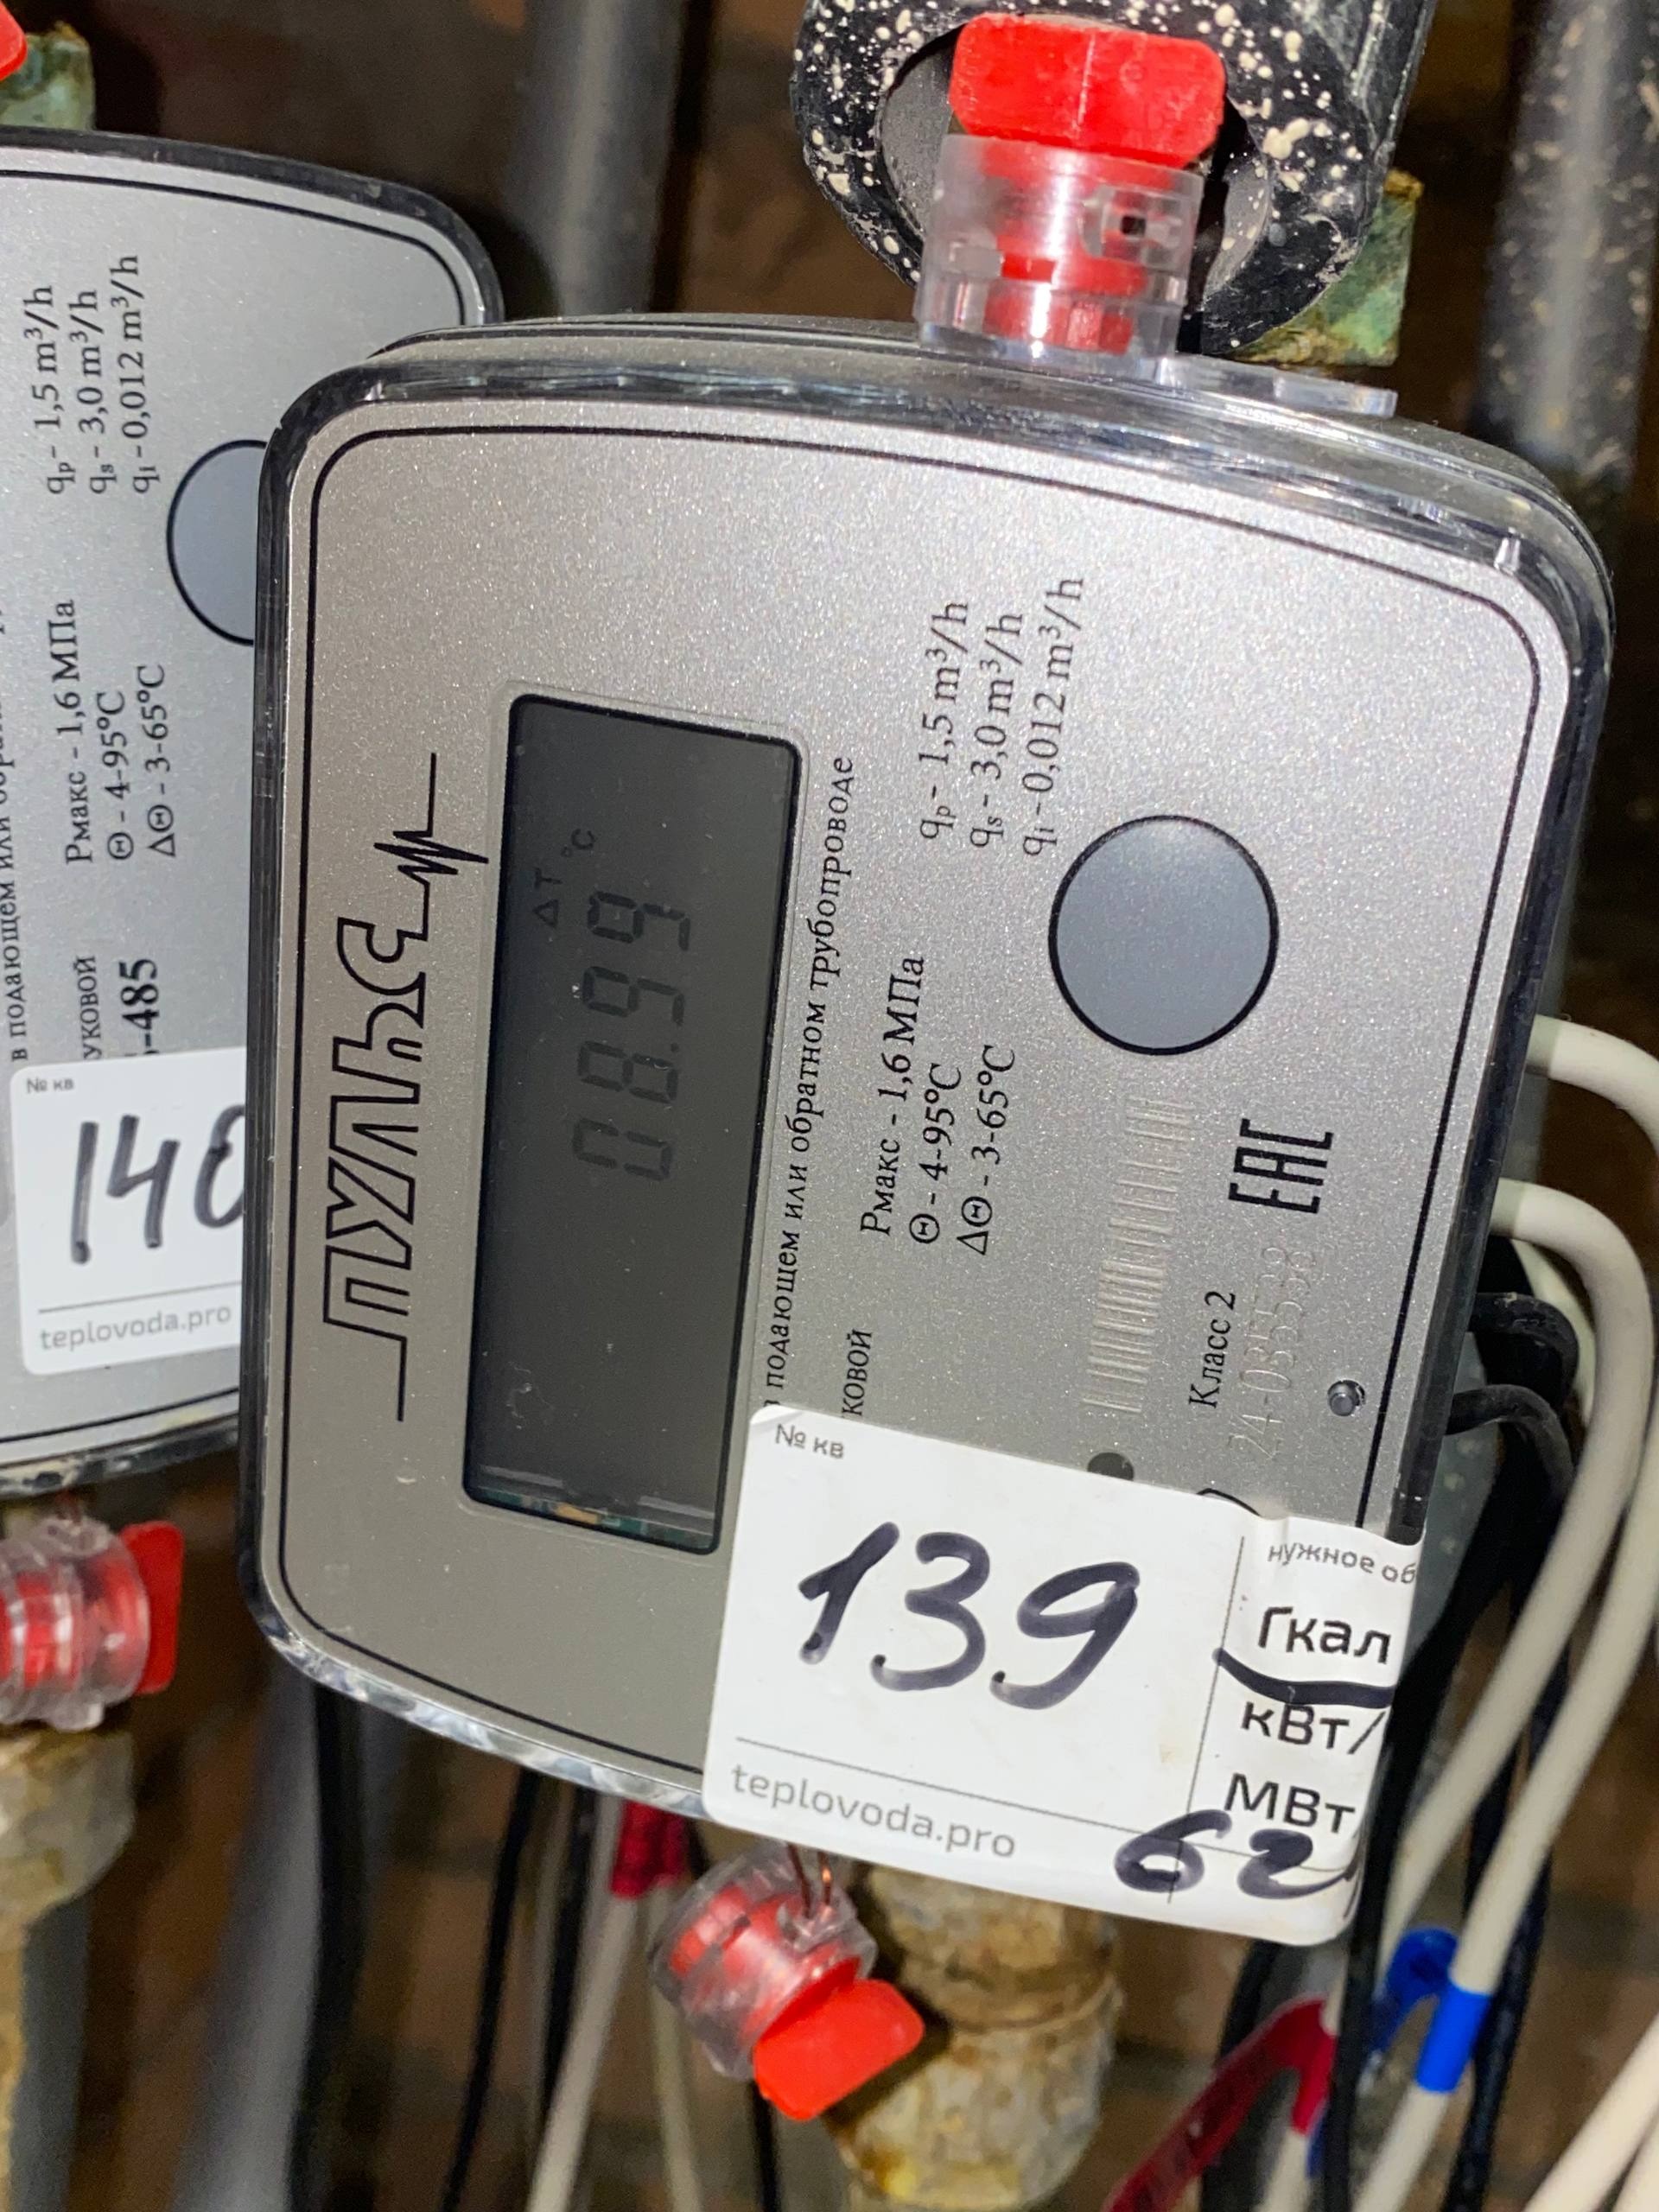 ПУЛЬС
ΔT
°C
08.99
в подающем или обратном трубопроводе
Рмакс - 1,6 МПа
Θ - 4-95°C
ΔΘ - 3-65°C
qp - 1,5 m³/h
qs - 3,0 m³/h
qi - 0,012 m³/h
ковой
Класс 2
EAC
№ кв
139
нужное об
Гкал
кВт/
МВт
62
teplovoda.pro
в подающем или
уковой
-485
Рмакс - 1,6 МПа
Θ - 4-95°C
ΔΘ - 3-65°C
qp - 1,5 m³/h
qs - 3,0 m³/h
qi - 0,012 m³/h
№ кв
140
teplovoda.pro